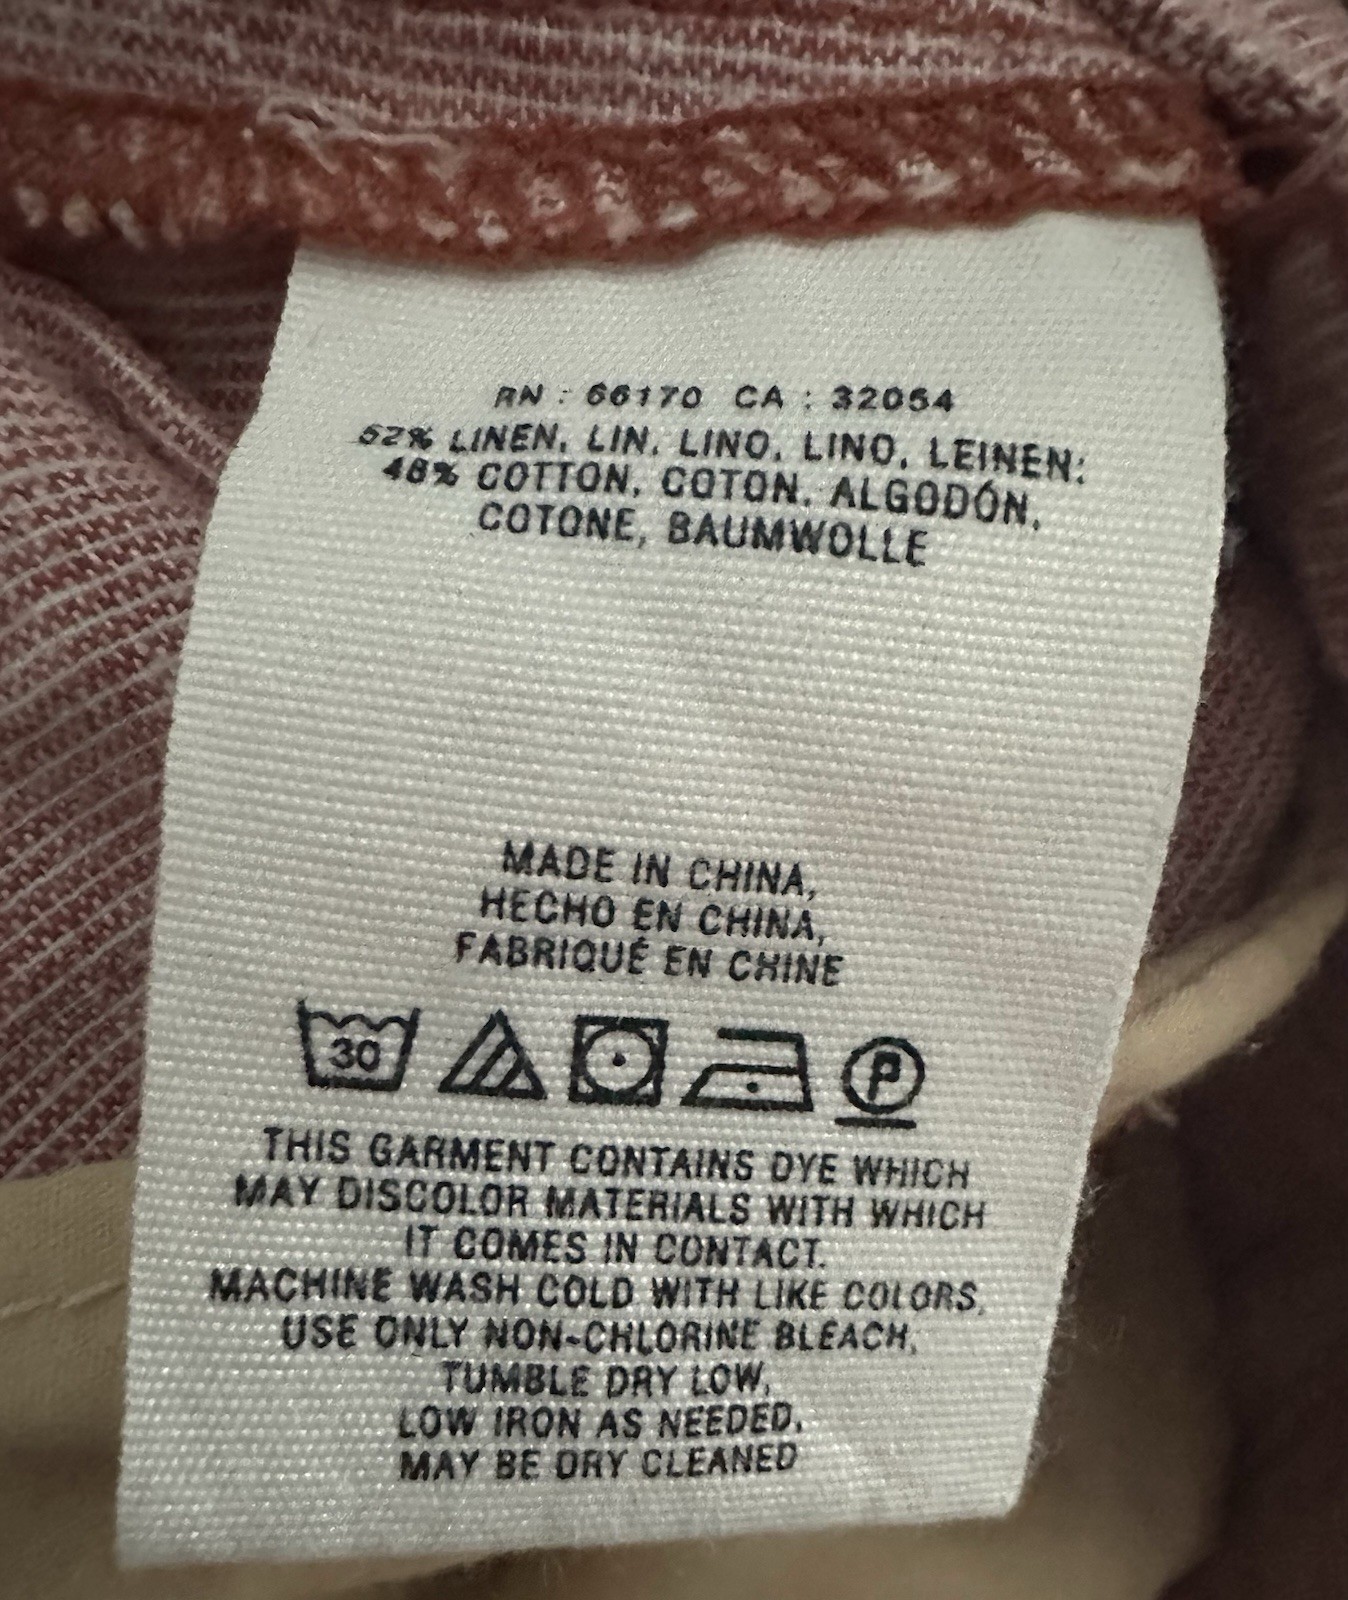 RN : 66170 CA : 32054
52% LINEN, LIN, LINO, LINO, LEINEN:
48% COTTON, COTON, ALGODÓN,
COTONE, BAUMWOLLE
MADE IN CHINA,
HECHO EN CHINA,
FABRIQUÉ EN CHINE
30 P
THIS GARMENT CONTAINS DYE WHICH
MAY DISCOLOR MATERIALS WITH WHICH
IT COMES IN CONTACT.
MACHINE WASH COLD WITH LIKE COLORS,
USE ONLY NON-CHLORINE BLEACH,
TUMBLE DRY LOW,
LOW IRON AS NEEDED,
MAY BE DRY CLEANED